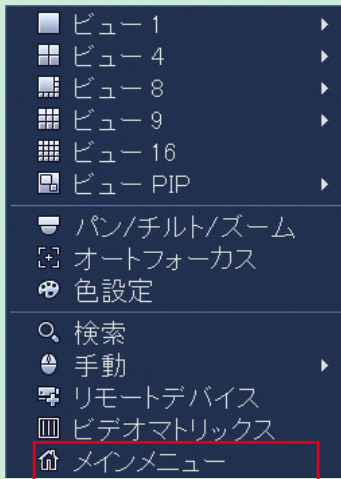 ビュー 1
ビュー 4
ビュー 8
ビュー 9
ビュー 16
ビュー PIP
パン/チルト/ズーム
オートフォーカス
色設定
検索
手動
リモートデバイス
ビデオマトリックス
メインメニュー